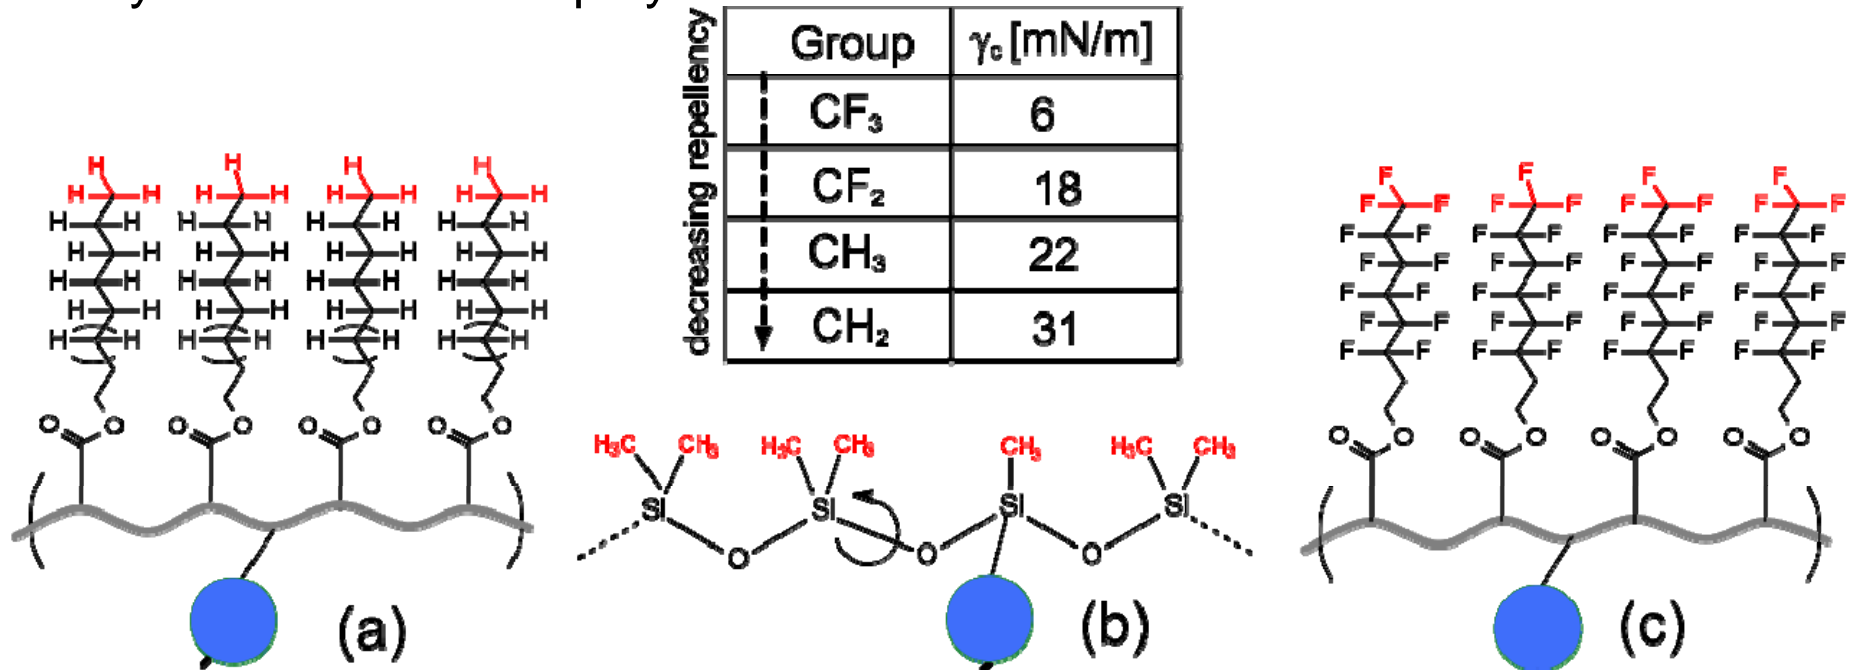 decreasing repellency
Group γc [mN/m]
CF3 6
CF2 18
CH3 22
CH2 31
H H H H
H H H H H H H H
H H H H H H H H
H H H H H H H H
H H H H H H H H
H H H H H H H H
H H H H H H H H
O O O O O O O O
(a)
H3C CH3 H3C CH3 CH3 H3C CH3
Si Si Si Si
O O O
(b)
F F F F
F F F F F F F F
F F F F F F F F
F F F F F F F F
F F F F F F F F
F F F F F F F F
F F F F F F F F
O O O O O O O O
(c)